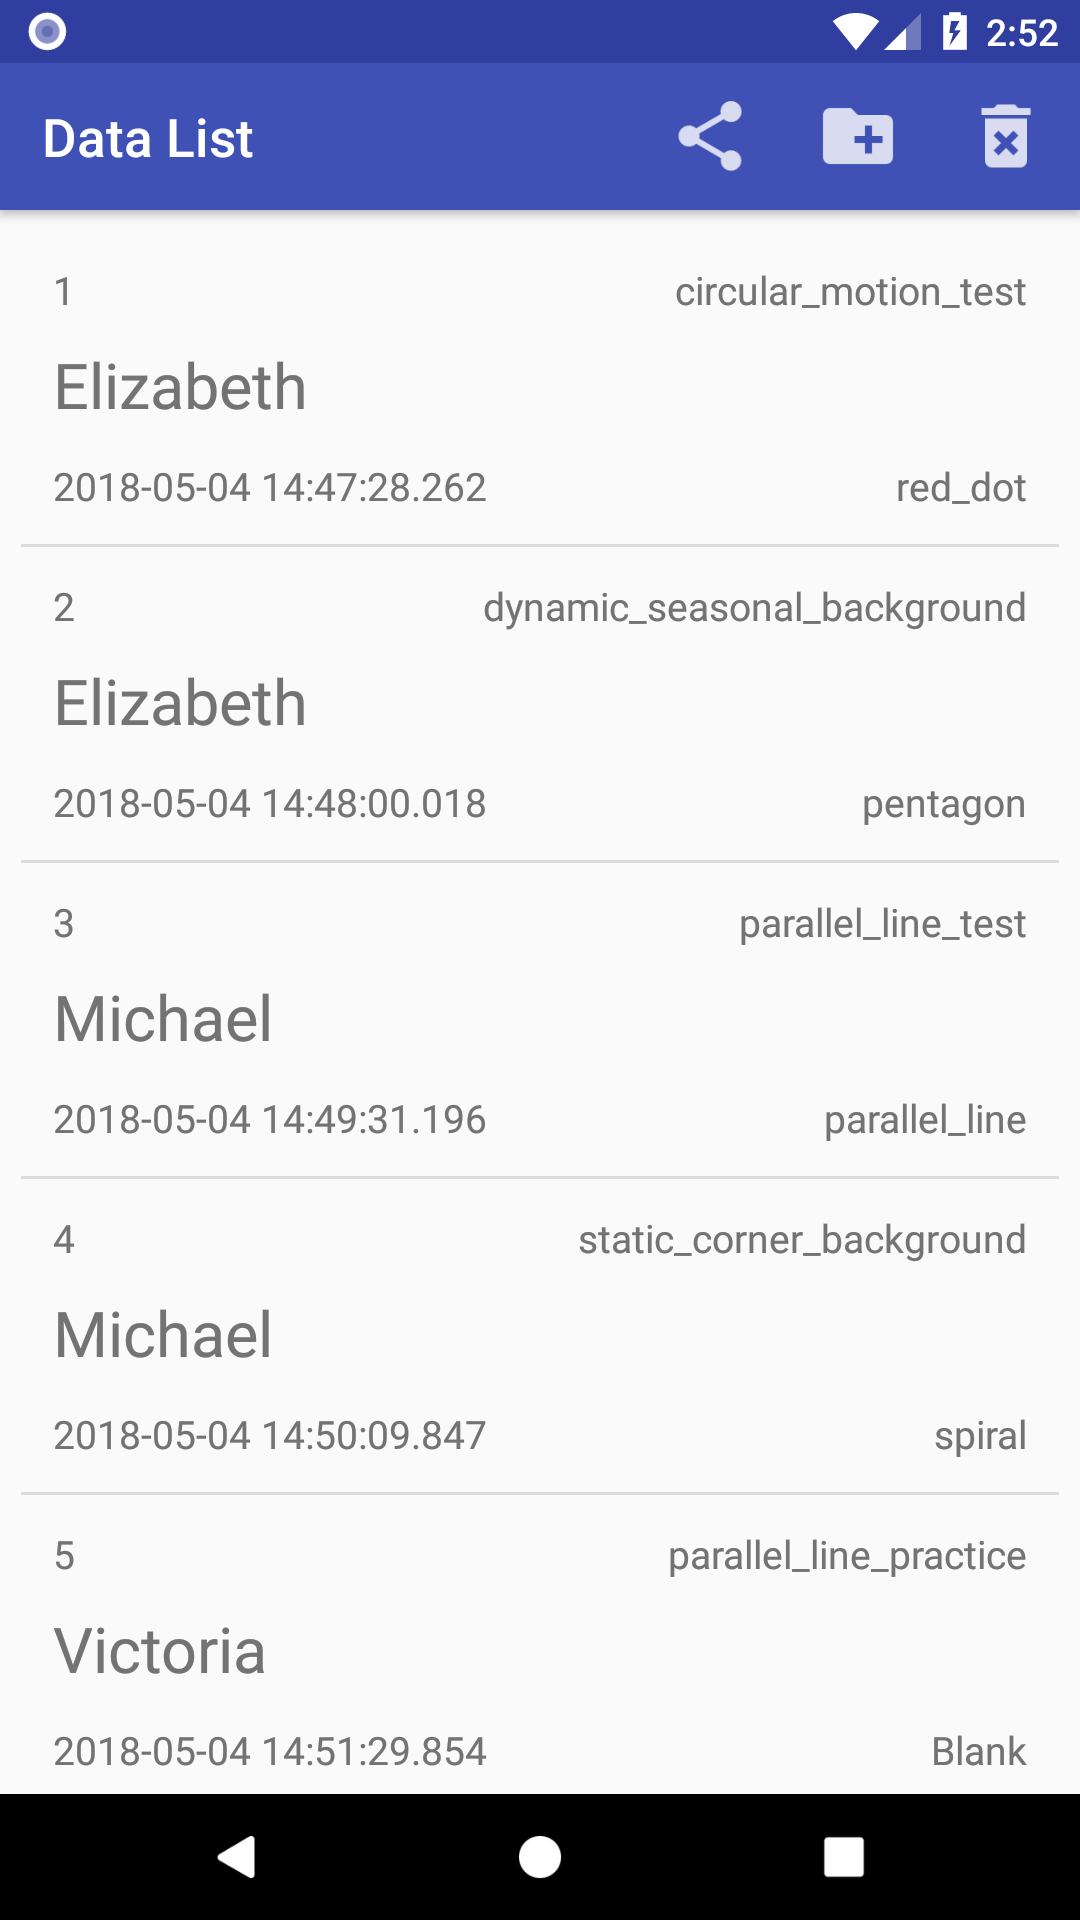 2:52
Data List
1 circular_motion_test
Elizabeth
2018-05-04 14:47:28.262 red_dot
2 dynamic_seasonal_background
Elizabeth
2018-05-04 14:48:00.018 pentagon
3 parallel_line_test
Michael
2018-05-04 14:49:31.196 parallel_line
4 static_corner_background
Michael
2018-05-04 14:50:09.847 spiral
5 parallel_line_practice
Victoria
2018-05-04 14:51:29.854 Blank